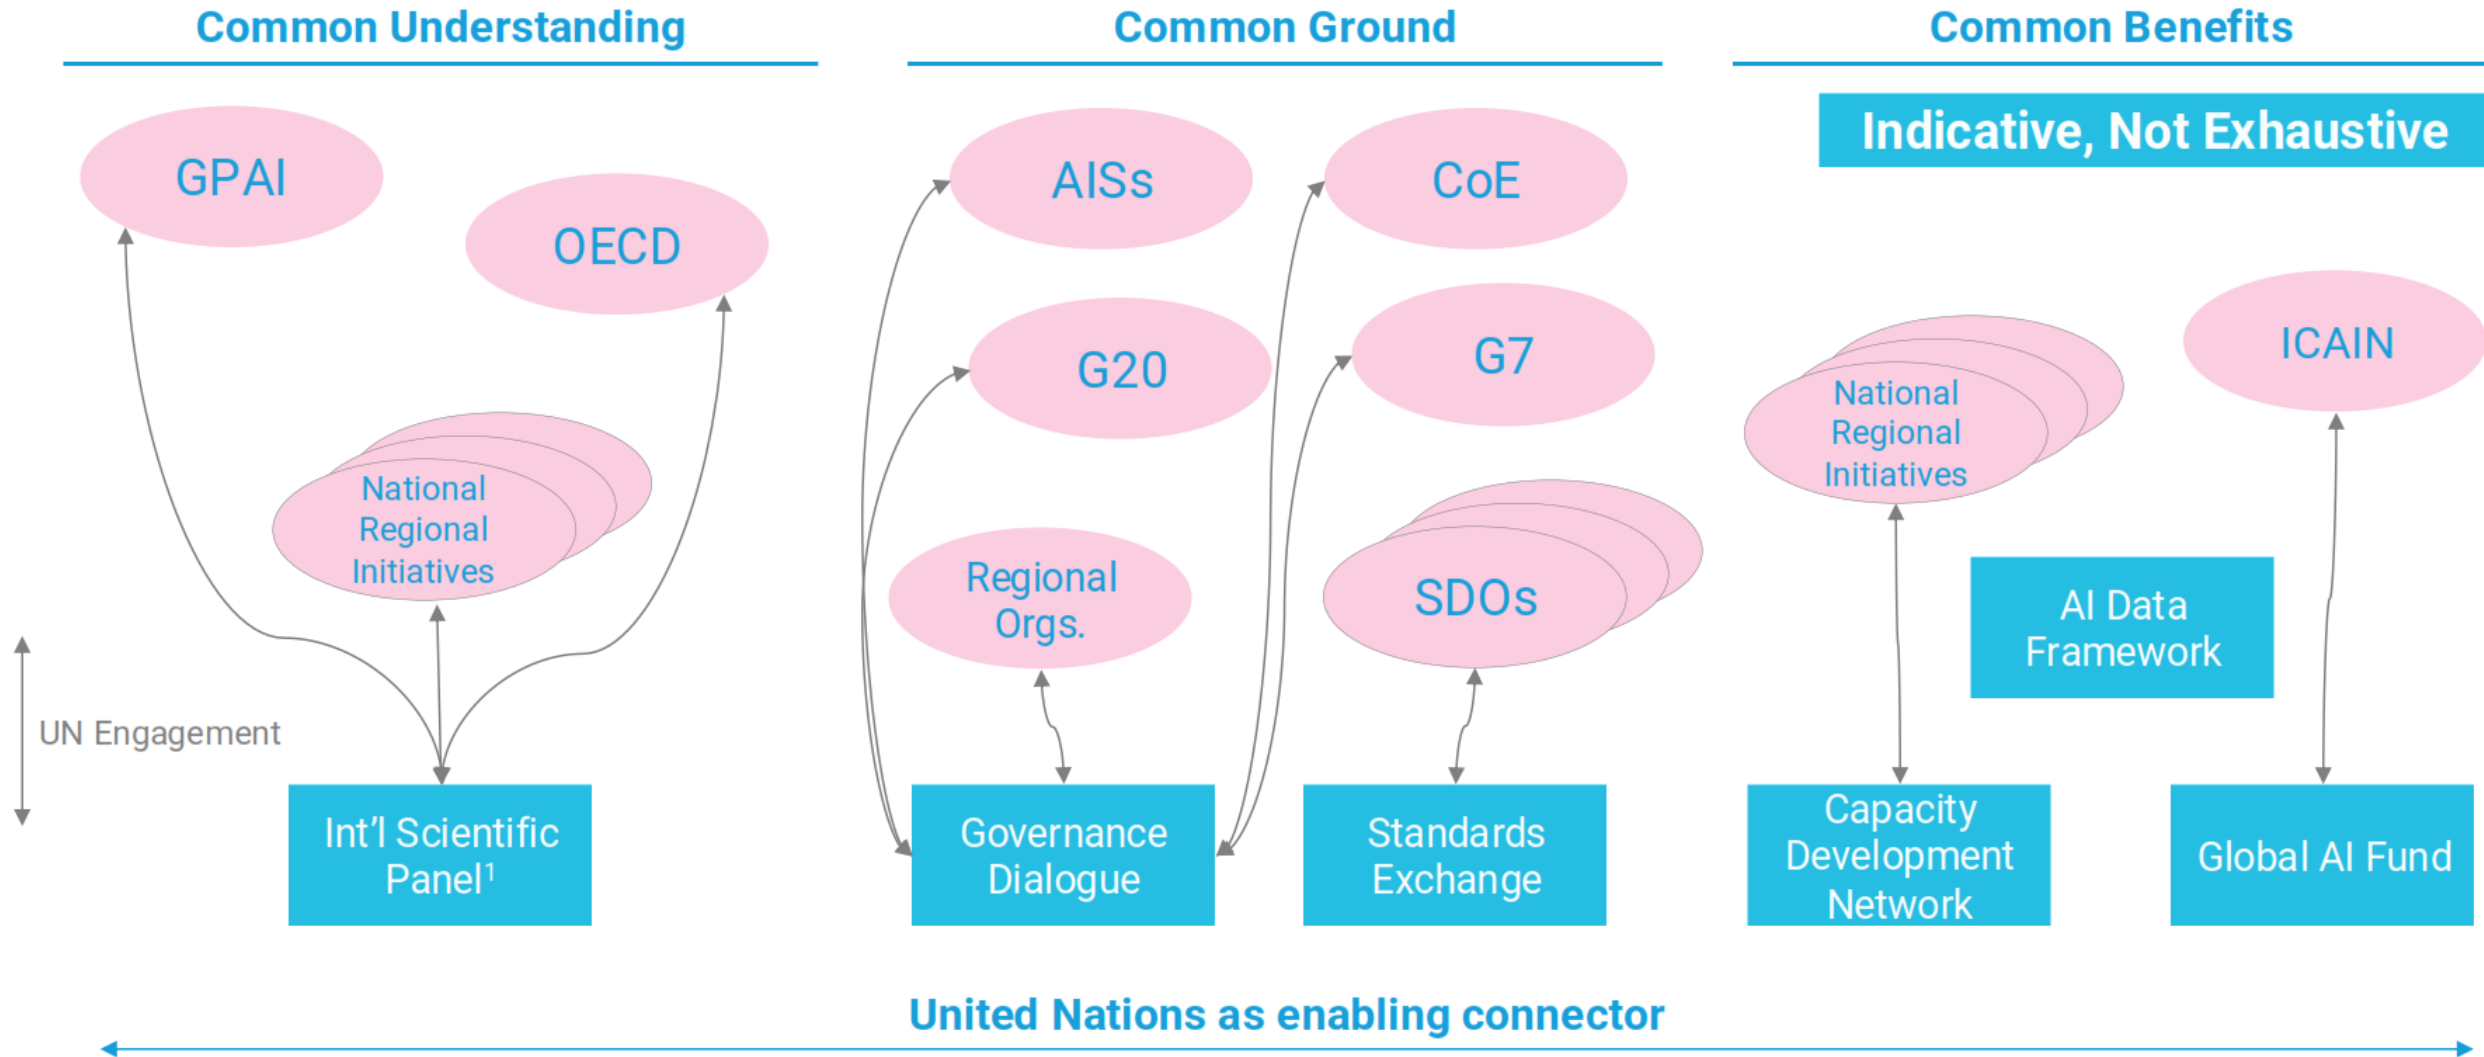 Common Understanding
Common Ground
Common Benefits
Indicative, Not Exhaustive
GPAI
OECD
National
Regional
Initiatives
UN Engagement
Int'l Scientific
Panel¹
AISs
CoE
G20
G7
Regional
Orgs.
SDOs
Governance
Dialogue
Standards
Exchange
National
Regional
Initiatives
ICAIN
AI Data
Framework
Capacity
Development
Network
Global AI Fund
United Nations as enabling connector